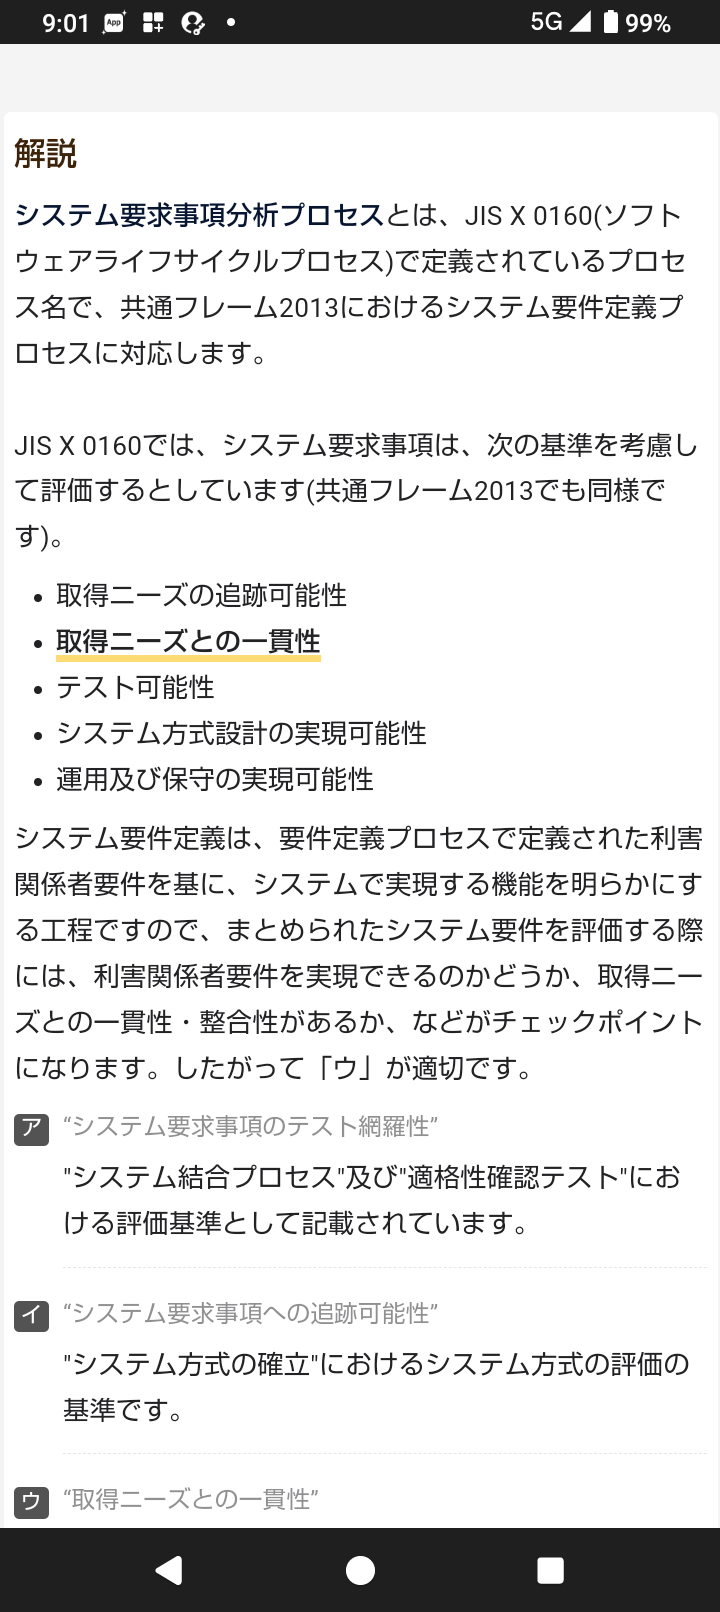 9:01
5G
99%
解説
システム要求事項分析プロセスとは、JIS X 0160(ソフト
ウェアライフサイクルプロセス)で定義されているプロセ
ス名で、共通フレーム2013におけるシステム要件定義プ
ロセスに対応します。
JIS X 0160では、システム要求事項は、次の基準を考慮し
て評価するとしています(共通フレーム2013でも同様で
す)。
• 取得ニーズの追跡可能性
• 取得ニーズとの一貫性
• テスト可能性
• システム方式設計の実現可能性
• 運用及び保守の実現可能性
システム要件定義は、要件定義プロセスで定義された利害
関係者要件を基に、システムで実現する機能を明らかにす
る工程ですので、まとめられたシステム要件を評価する際
には、利害関係者要件を実現できるのかどうか、取得ニー
ズとの一貫性・整合性があるか、などがチェックポイント
になります。したがって「ウ」が適切です。
ア “システム要求事項のテスト網羅性”
"システム結合プロセス"及び"適格性確認テスト"にお
ける評価基準として記載されています。
イ “システム要求事項への追跡可能性”
"システム方式の確立"におけるシステム方式の評価の
基準です。
ウ “取得ニーズとの一貫性”